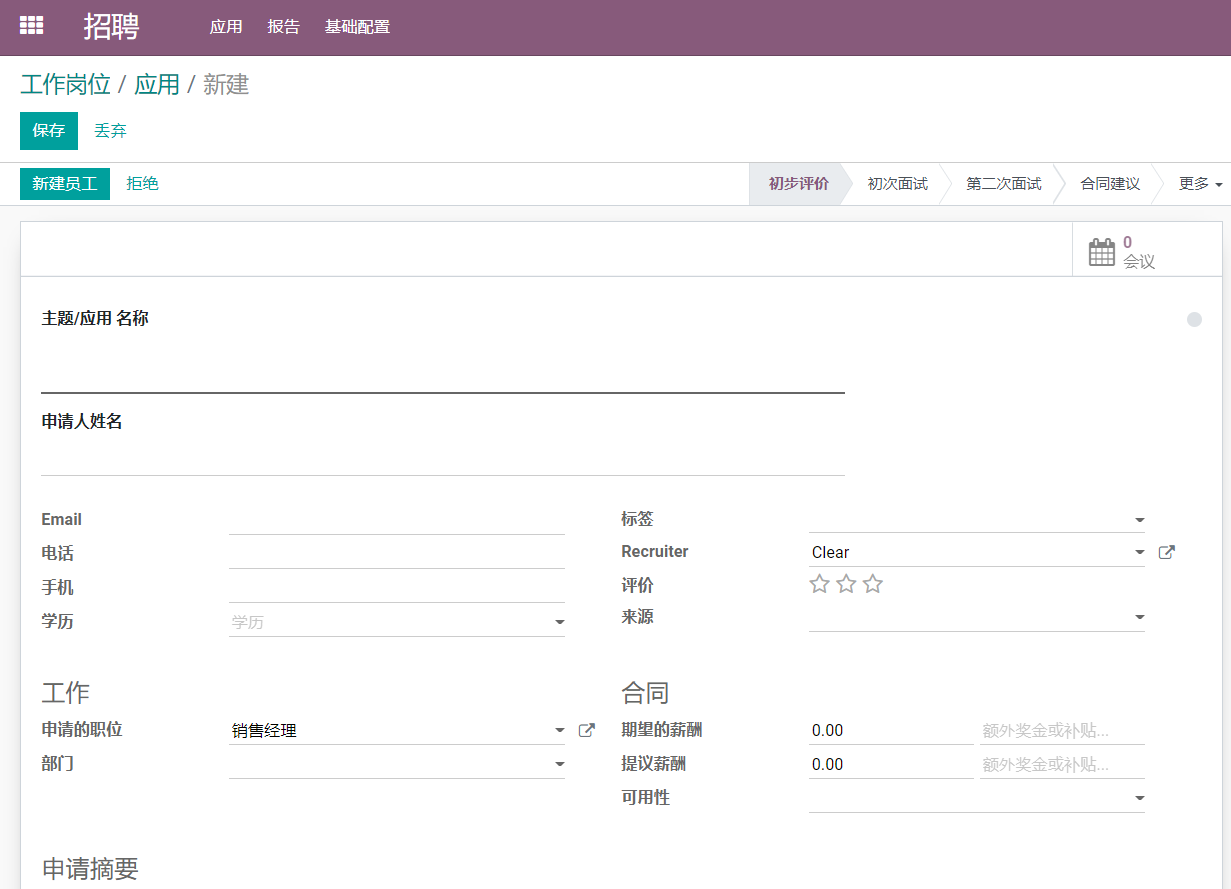 招聘 应用 报告 基础配置
工作岗位 / 应用 / 新建
保存 丢弃
新建员工 拒绝 初步评价 初次面试 第二次面试 合同建议 更多
0
会议
主题/应用 名称
申请人姓名
Email 标签
电话 Recruiter Clear
手机 评价
学历 学历 来源
工作 合同
申请的职位 销售经理 期望的薪酬 0.00 额外奖金或补贴...
部门 提议薪酬 0.00 额外奖金或补贴...
可用性
申请摘要